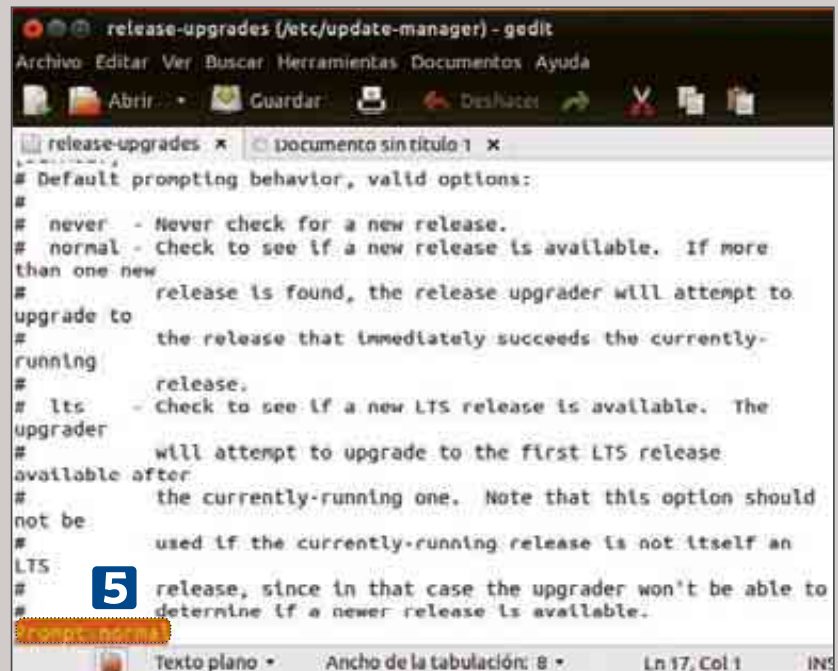 release-upgrades (/etc/update-manager) - gedit
Archivo Editar Ver Buscar Herramientas Documentos Ayuda
Abrir Guardar Deshacer
release-upgrades × Documento sin título 1 ×
# Default prompting behavior, valid options:
#
# never - Never check for a new release.
# normal - Check to see if a new release is available. If more
than one new
# release is found, the release upgrader will attempt to
upgrade to
# the release that immediately succeeds the currently-
running
# release.
# lts - Check to see if a new LTS release is available. The
upgrader
# will attempt to upgrade to the first LTS release
available after
# the currently-running one. Note that this option should
not be
# used if the currently-running release is not itself an
LTS
# release, since in that case the upgrader won't be able to
5
# determine if a newer release is available.
Prompt=normal
Texto plano Ancho de la tabulación: 8 Ln 17, Col 1 INS